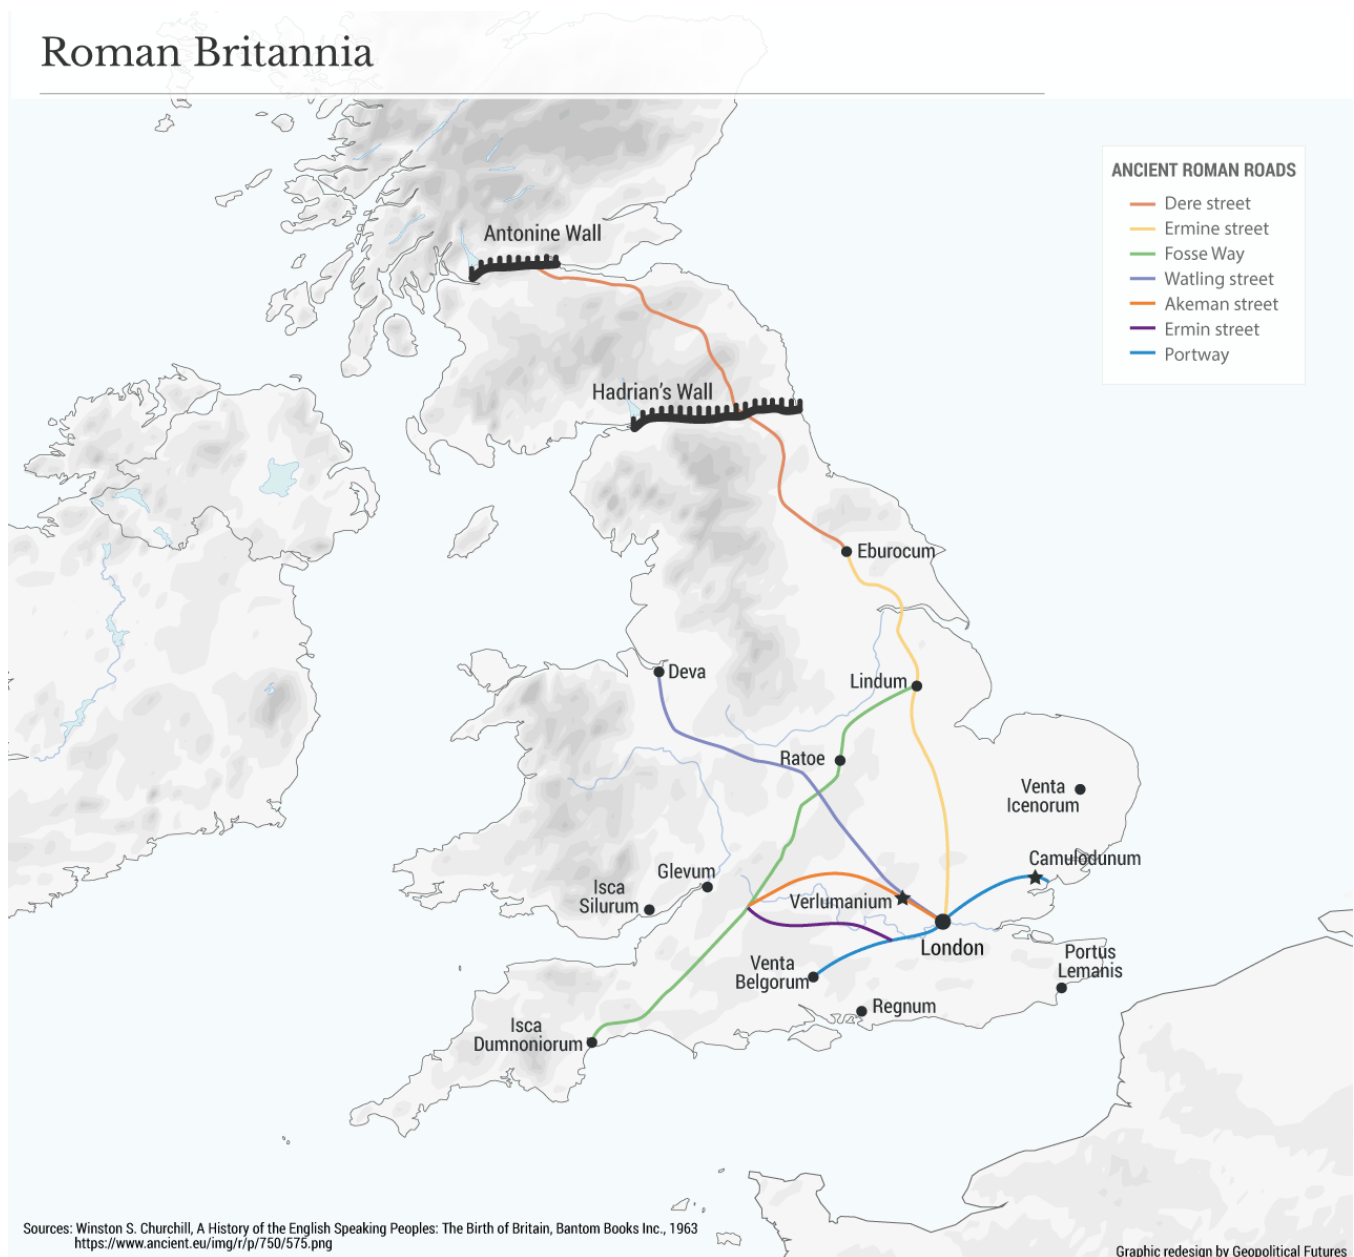 Roman Britannia
ANCIENT ROMAN ROADS
Dere street
Ermine street
Fosse Way
Watling street
Akeman street
Ermin street
Portway
Antonine Wall
Hadrian's Wall
Eburocum
Deva
Lindum
Ratoe
Venta
Icenorum
Camulodunum
Glevum
Isca
Silurum
Verlumanium
London
Venta
Belgorum
Portus
Lemanis
Regnum
Isca
Dumnoniorum
Sources: Winston S. Churchill, A History of the English Speaking Peoples: The Birth of Britain, Bantom Books Inc., 1963
https://www.ancient.eu/img/r/p/750/575.png
Graphic redesign by Geopolitical Futures